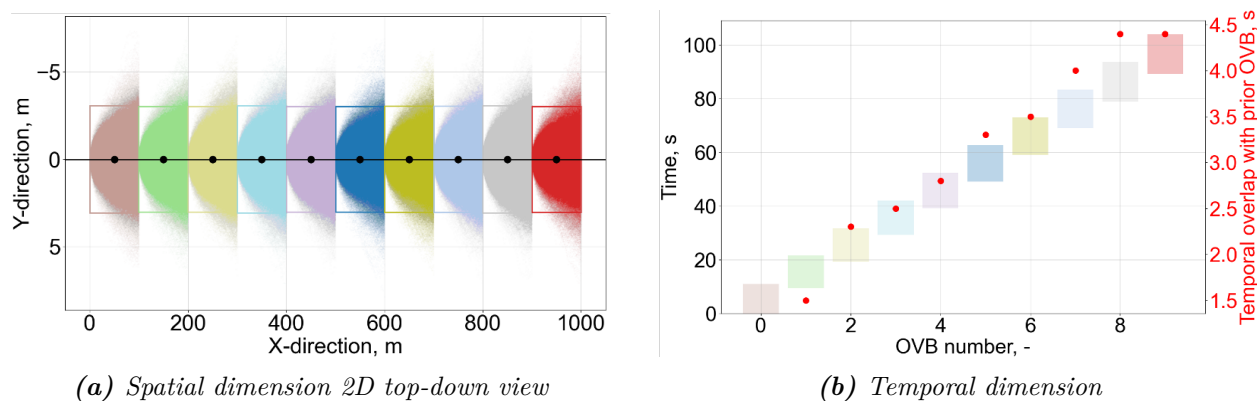 −5
0
5
Y-direction, m
0 200 400 600 800 1000
X-direction, m
(a) Spatial dimension 2D top-down view
100
80
60
40
20
0
Time, s
0 2 4 6 8
OVB number, -
4.5
4.0
3.5
3.0
2.5
2.0
1.5
Temporal overlap with prior OVB, s
(b) Temporal dimension